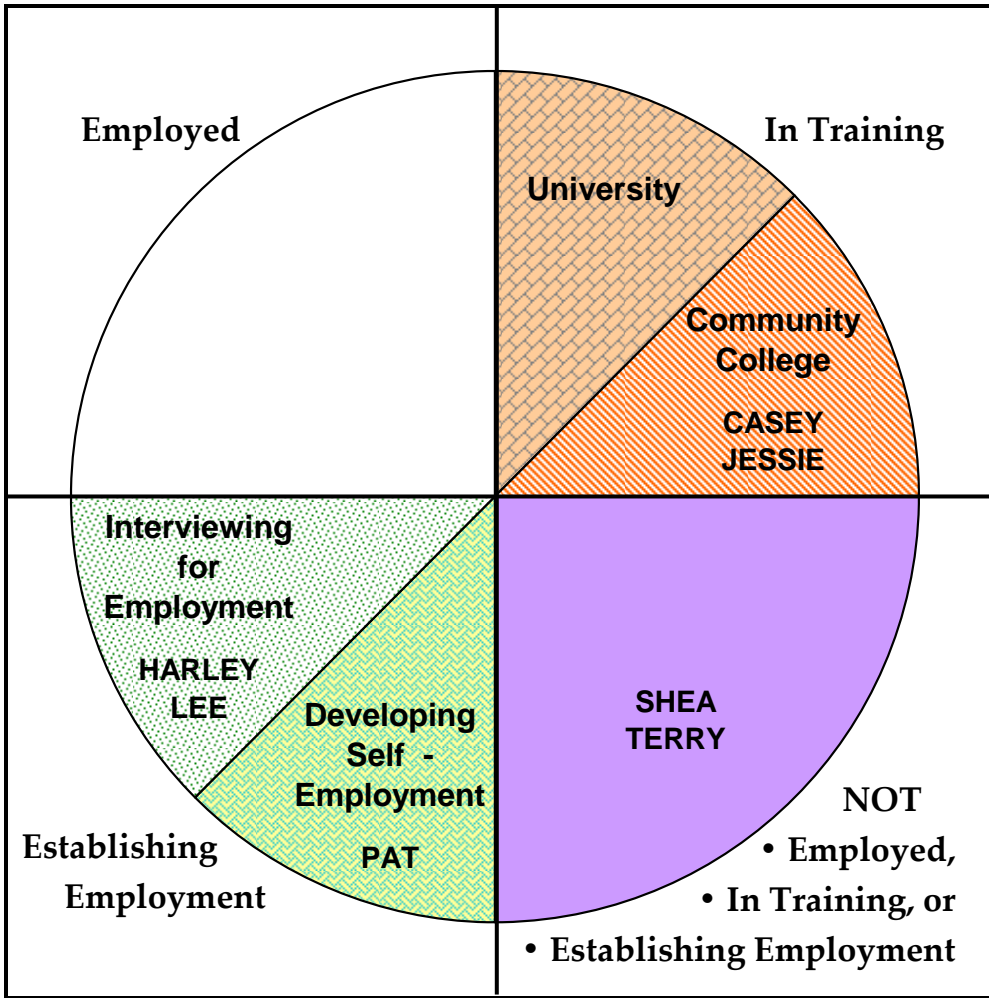 Employed
In Training
University
Community
College
CASEY
JESSIE
Interviewing
for
Employment
HARLEY
LEE
Developing
Self -
Employment
PAT
Establishing
Employment
SHEA
TERRY
NOT
• Employed,
• In Training, or
• Establishing Employment